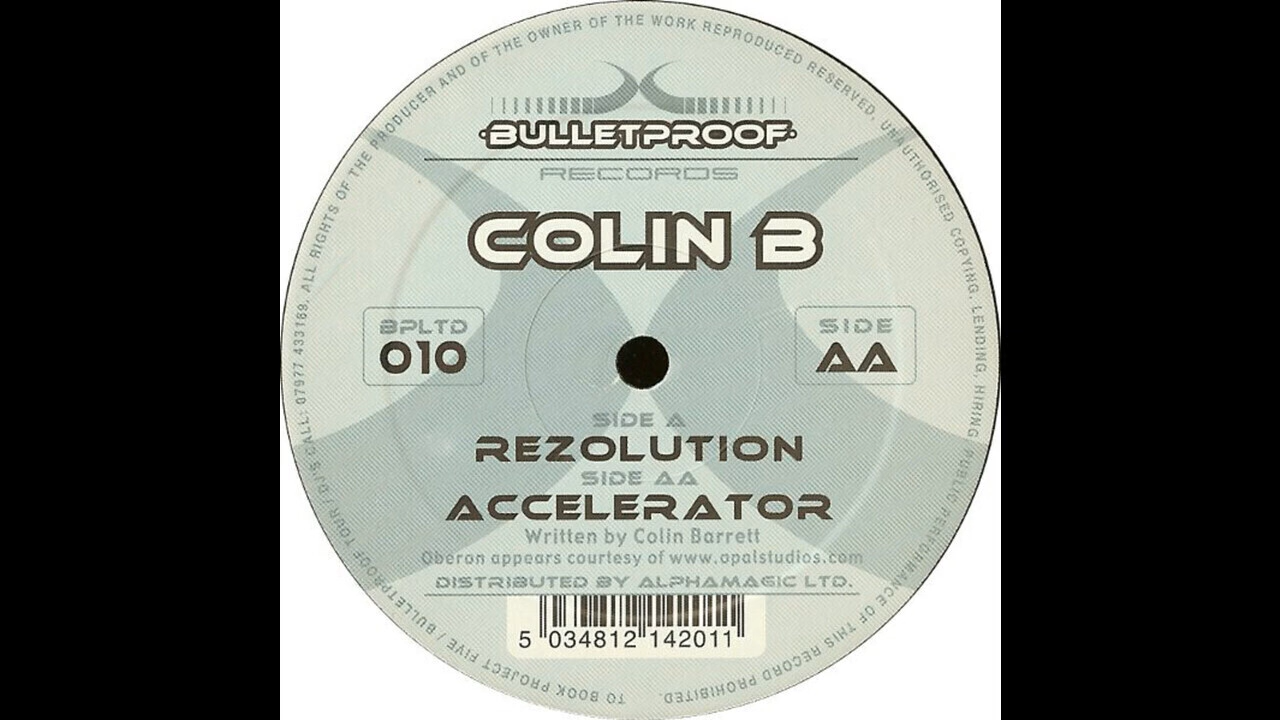 BULLETPROOF
RECORDS
COLIN B
BPLTD
010
SIDE
AA
SIDE A
REZOLUTION
SIDE AA
ACCELERATOR
Written by Colin Barrett
Oberon appears courtesy of www.opalstudios.com
DISTRIBUTED BY ALPHAMAGIC LTD.
5 034812 142011
TO BOOK PROJECT FIVE / BULLETPROOF TOUR / DJ'S CALL: 07977 433169. ALL RIGHTS OF THE PRODUCER AND OF THE OWNER OF THE WORK REPRODUCED RESERVED, UNAUTHORISED COPYING, LENDING, HIRING PUBLIC PERFORMANCE OF THIS RECORD PROHIBITED.